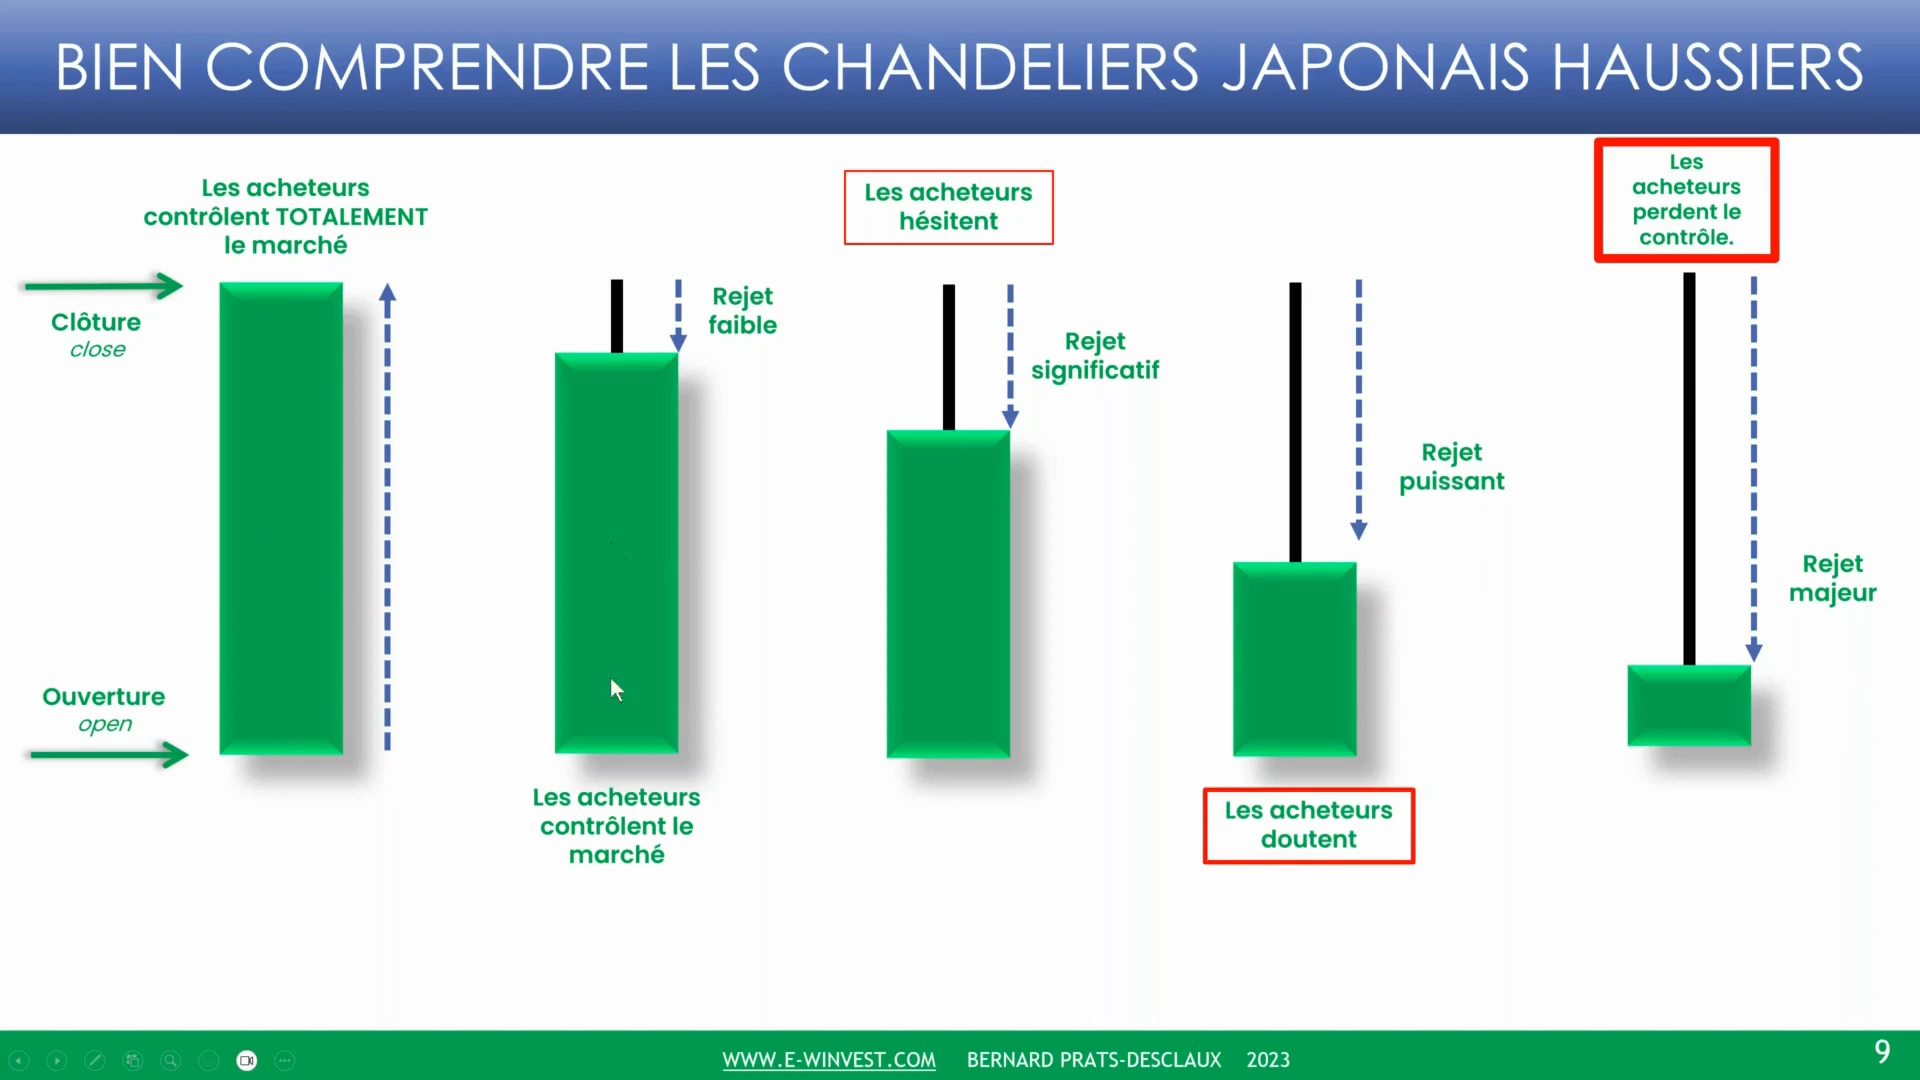 BIEN COMPRENDRE LES CHANDELIERS JAPONAIS HAUSSIERS
Les acheteurs
contrôlent TOTALEMENT
le marché
Clôture
close
Ouverture
open
Rejet
faible
Les acheteurs
contrôlent le
marché
Les acheteurs
hésitent
Rejet
significatif
Rejet
puissant
Les acheteurs
doutent
Les
acheteurs
perdent le
contrôle.
Rejet
majeur
WWW.E-WINVEST.COM BERNARD PRATS-DESCLAUX 2023
9